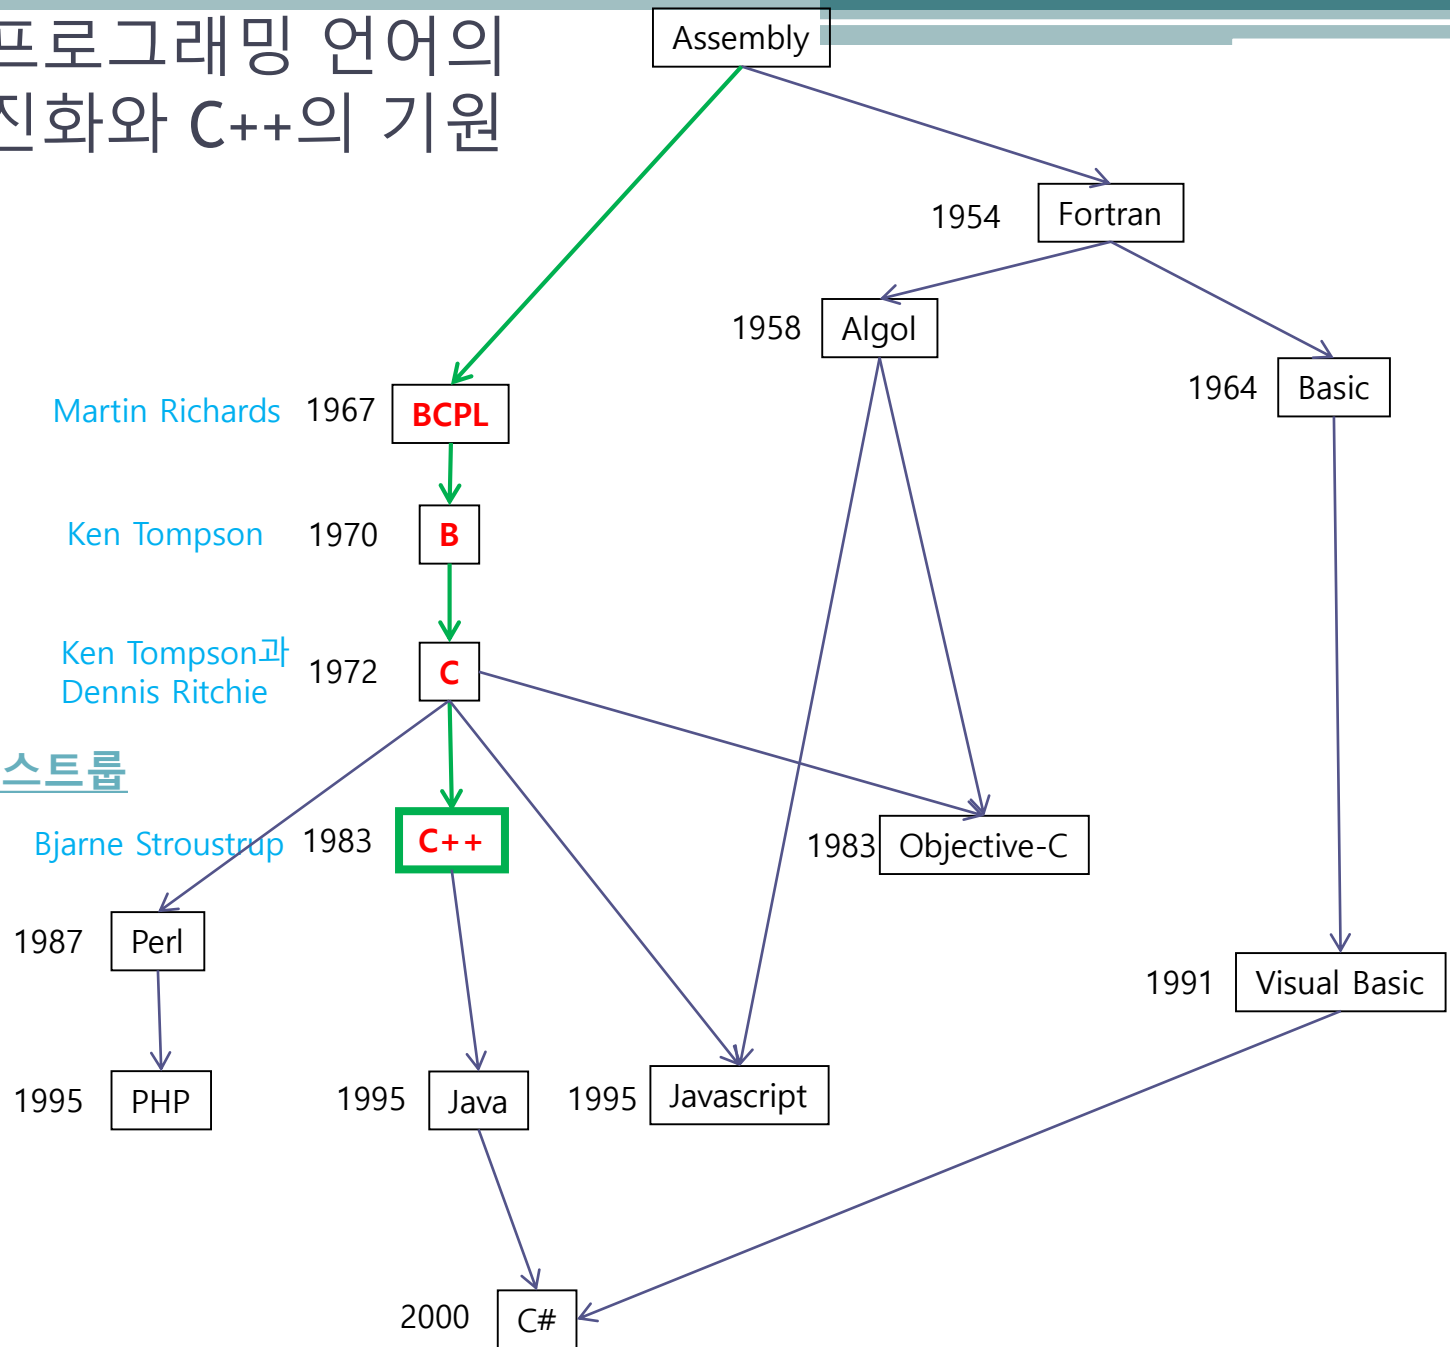 프로그래밍 언어의
진화와 C++의 기원
Assembly
1954 Fortran
1958 Algol
1964 Basic
Martin Richards 1967 BCPL
Ken Tompson 1970 B
Ken Tompson과
Dennis Ritchie
1972 C
스트룹
Bjarne Stroustrup 1983 C++
1983 Objective-C
1987 Perl
1991 Visual Basic
1995 PHP
1995 Java
1995 Javascript
2000 C#